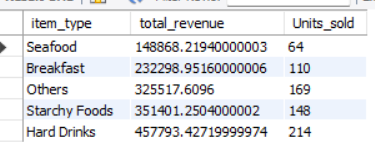 item_type total_revenue Units_sold
Seafood 148868.21940000003 64
Breakfast 232298.95160000006 110
Others 325517.6096 169
Starchy Foods 351401.2504000002 148
Hard Drinks 457793.42719999974 214